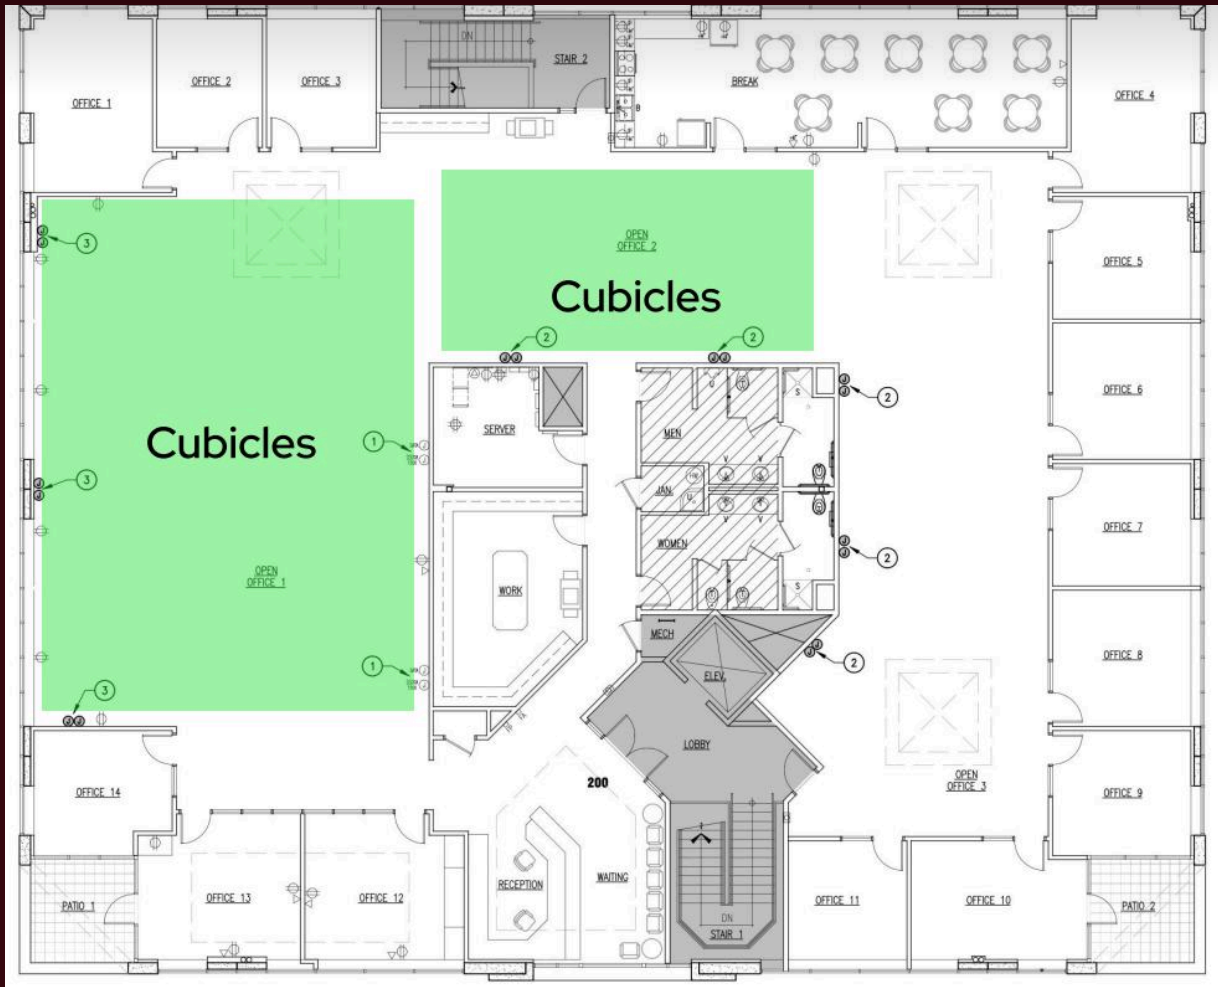 DN
STAIR 2
OFFICE 1
OFFICE 2
OFFICE 3
BREAK
OFFICE 4
OPEN
OFFICE 2
Cubicles
3
2
2
OFFICE 5
2
OFFICE 6
Cubicles
1
SERVER
MEN
S
3
JAN.
OFFICE 7
WOMEN
2
OPEN
OFFICE 1
WORK
S
MECH
1
2
OFFICE 8
ELEV.
3
LOBBY
200
OPEN
OFFICE 3
OFFICE 14
OFFICE 9
RECEPTION
WAITING
OFFICE 13
OFFICE 12
OFFICE 11
OFFICE 10
PATIO 1
PATIO 2
DN
STAIR 1